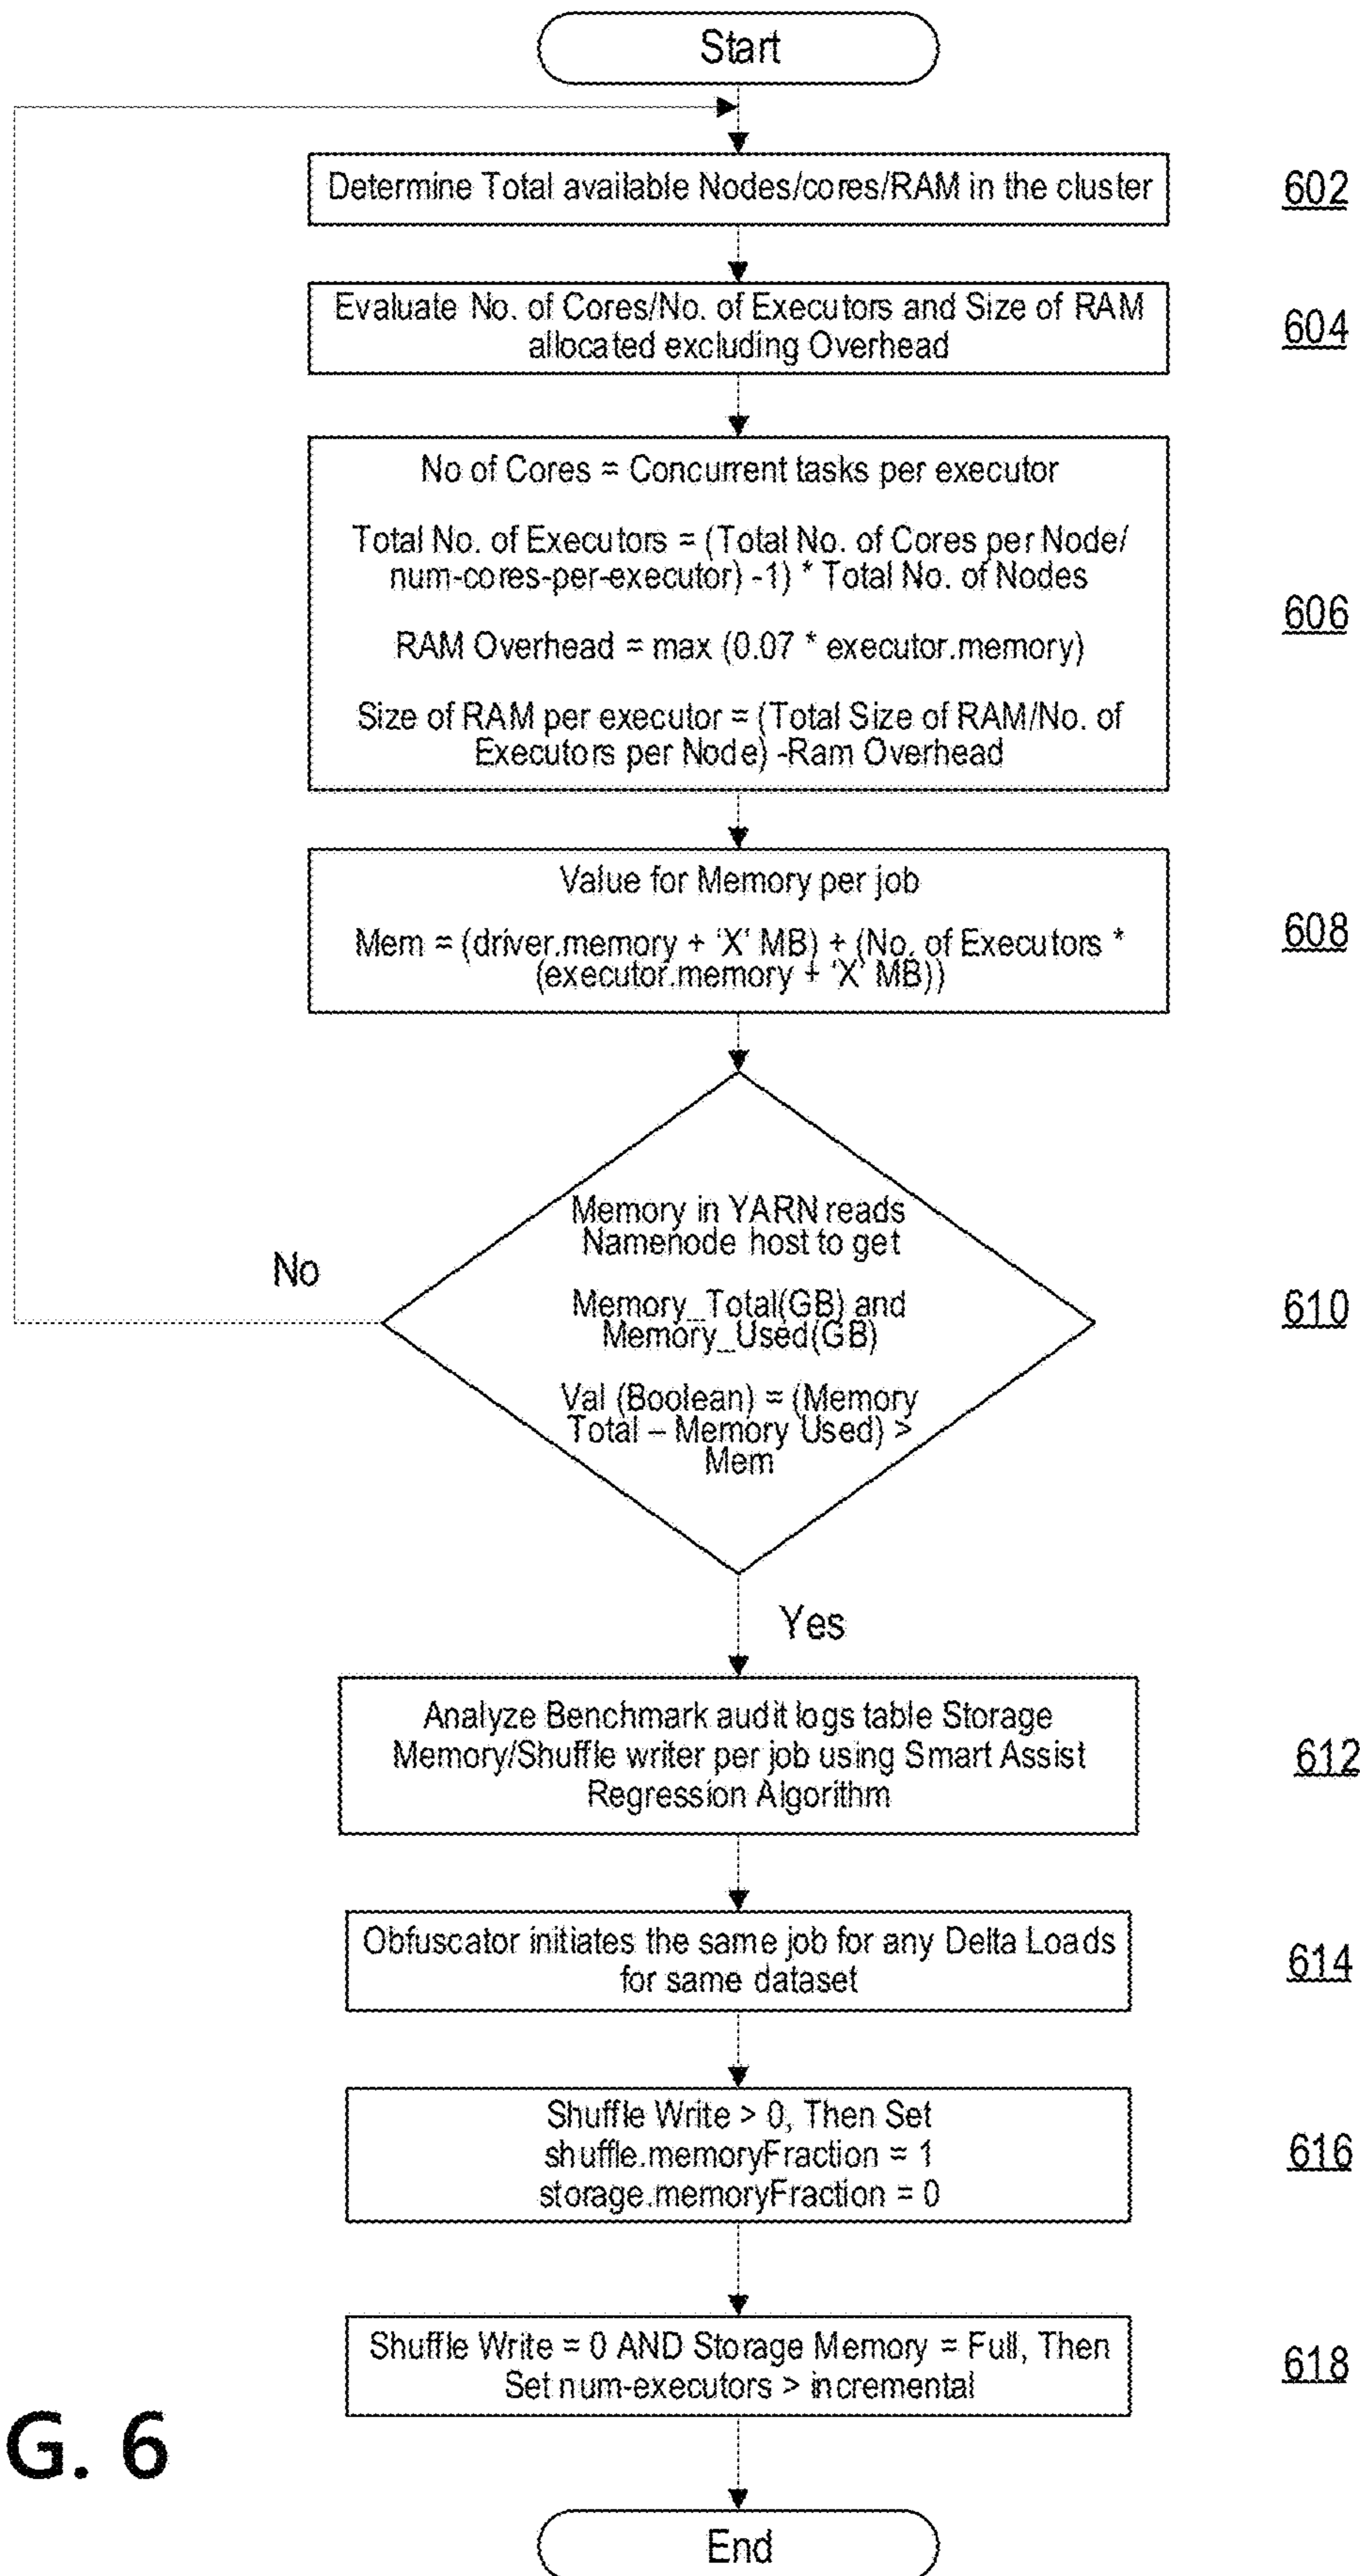 Start
Determine Total available Nodes/cores/RAM in the cluster
602
Evaluate No. of Cores/No. of Executors and Size of RAM
allocated excluding Overhead
604
No of Cores = Concurrent tasks per executor
Total No. of Executors = (Total No. of Cores per Node/
num-cores-per-executor) -1) * Total No. of Nodes
RAM Overhead = max (0.07 * executor.memory)
Size of RAM per executor = (Total Size of RAM/No. of
Executors per Node) -Ram Overhead
606
Value for Memory per job
Mem = (driver.memory + ‘X’ MB) + (No. of Executors *
(executor.memory + ‘X’ MB))
608
Memory in YARN reads
Namenode host to get
Memory_Total(GB) and
Memory_Used(GB)
Val (Boolean) = (Memory
Total – Memory Used) >
Mem
610
No
Yes
Analyze Benchmark audit logs table Storage
Memory/Shuffle writer per job using Smart Assist
Regression Algorithm
612
Obfuscator initiates the same job for any Delta Loads
for same dataset
614
Shuffle Write > 0, Then Set
shuffle.memoryFraction = 1
storage.memoryFraction = 0
616
Shuffle Write = 0 AND Storage Memory = Full, Then
Set num-executors > incremental
618
G. 6
End